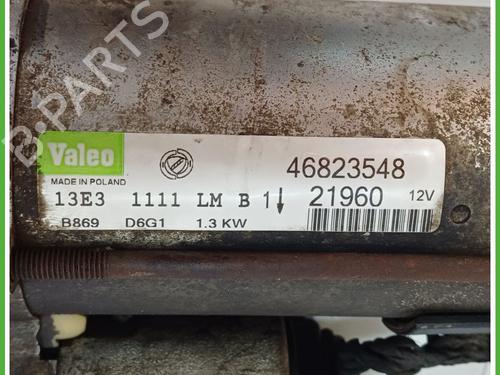 B-PARTS
Valeo
46823548
MADE IN POLAND
13E3 1111 LM B 1↓ 21960 12V
B869 D6G1 1.3 KW